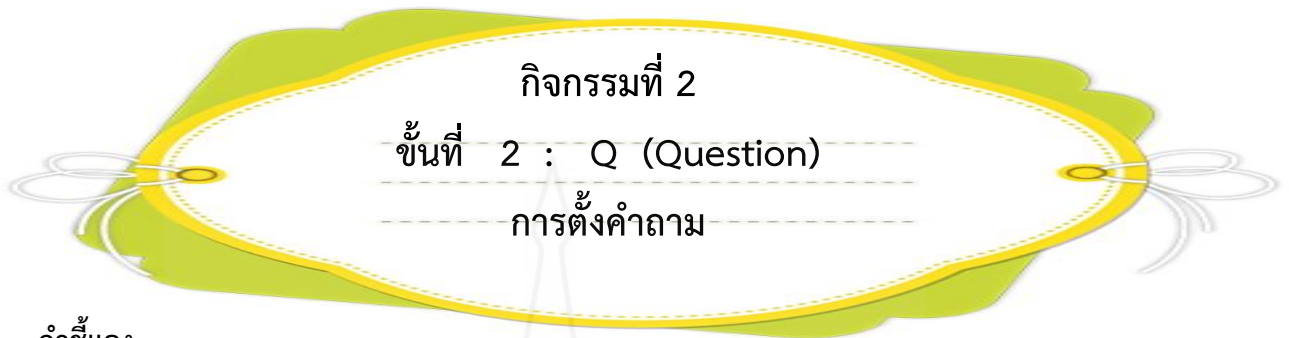 กิจกรรมที่ 2
ขั้นที่ 2 : Q (Question)
การตั้งคำถาม